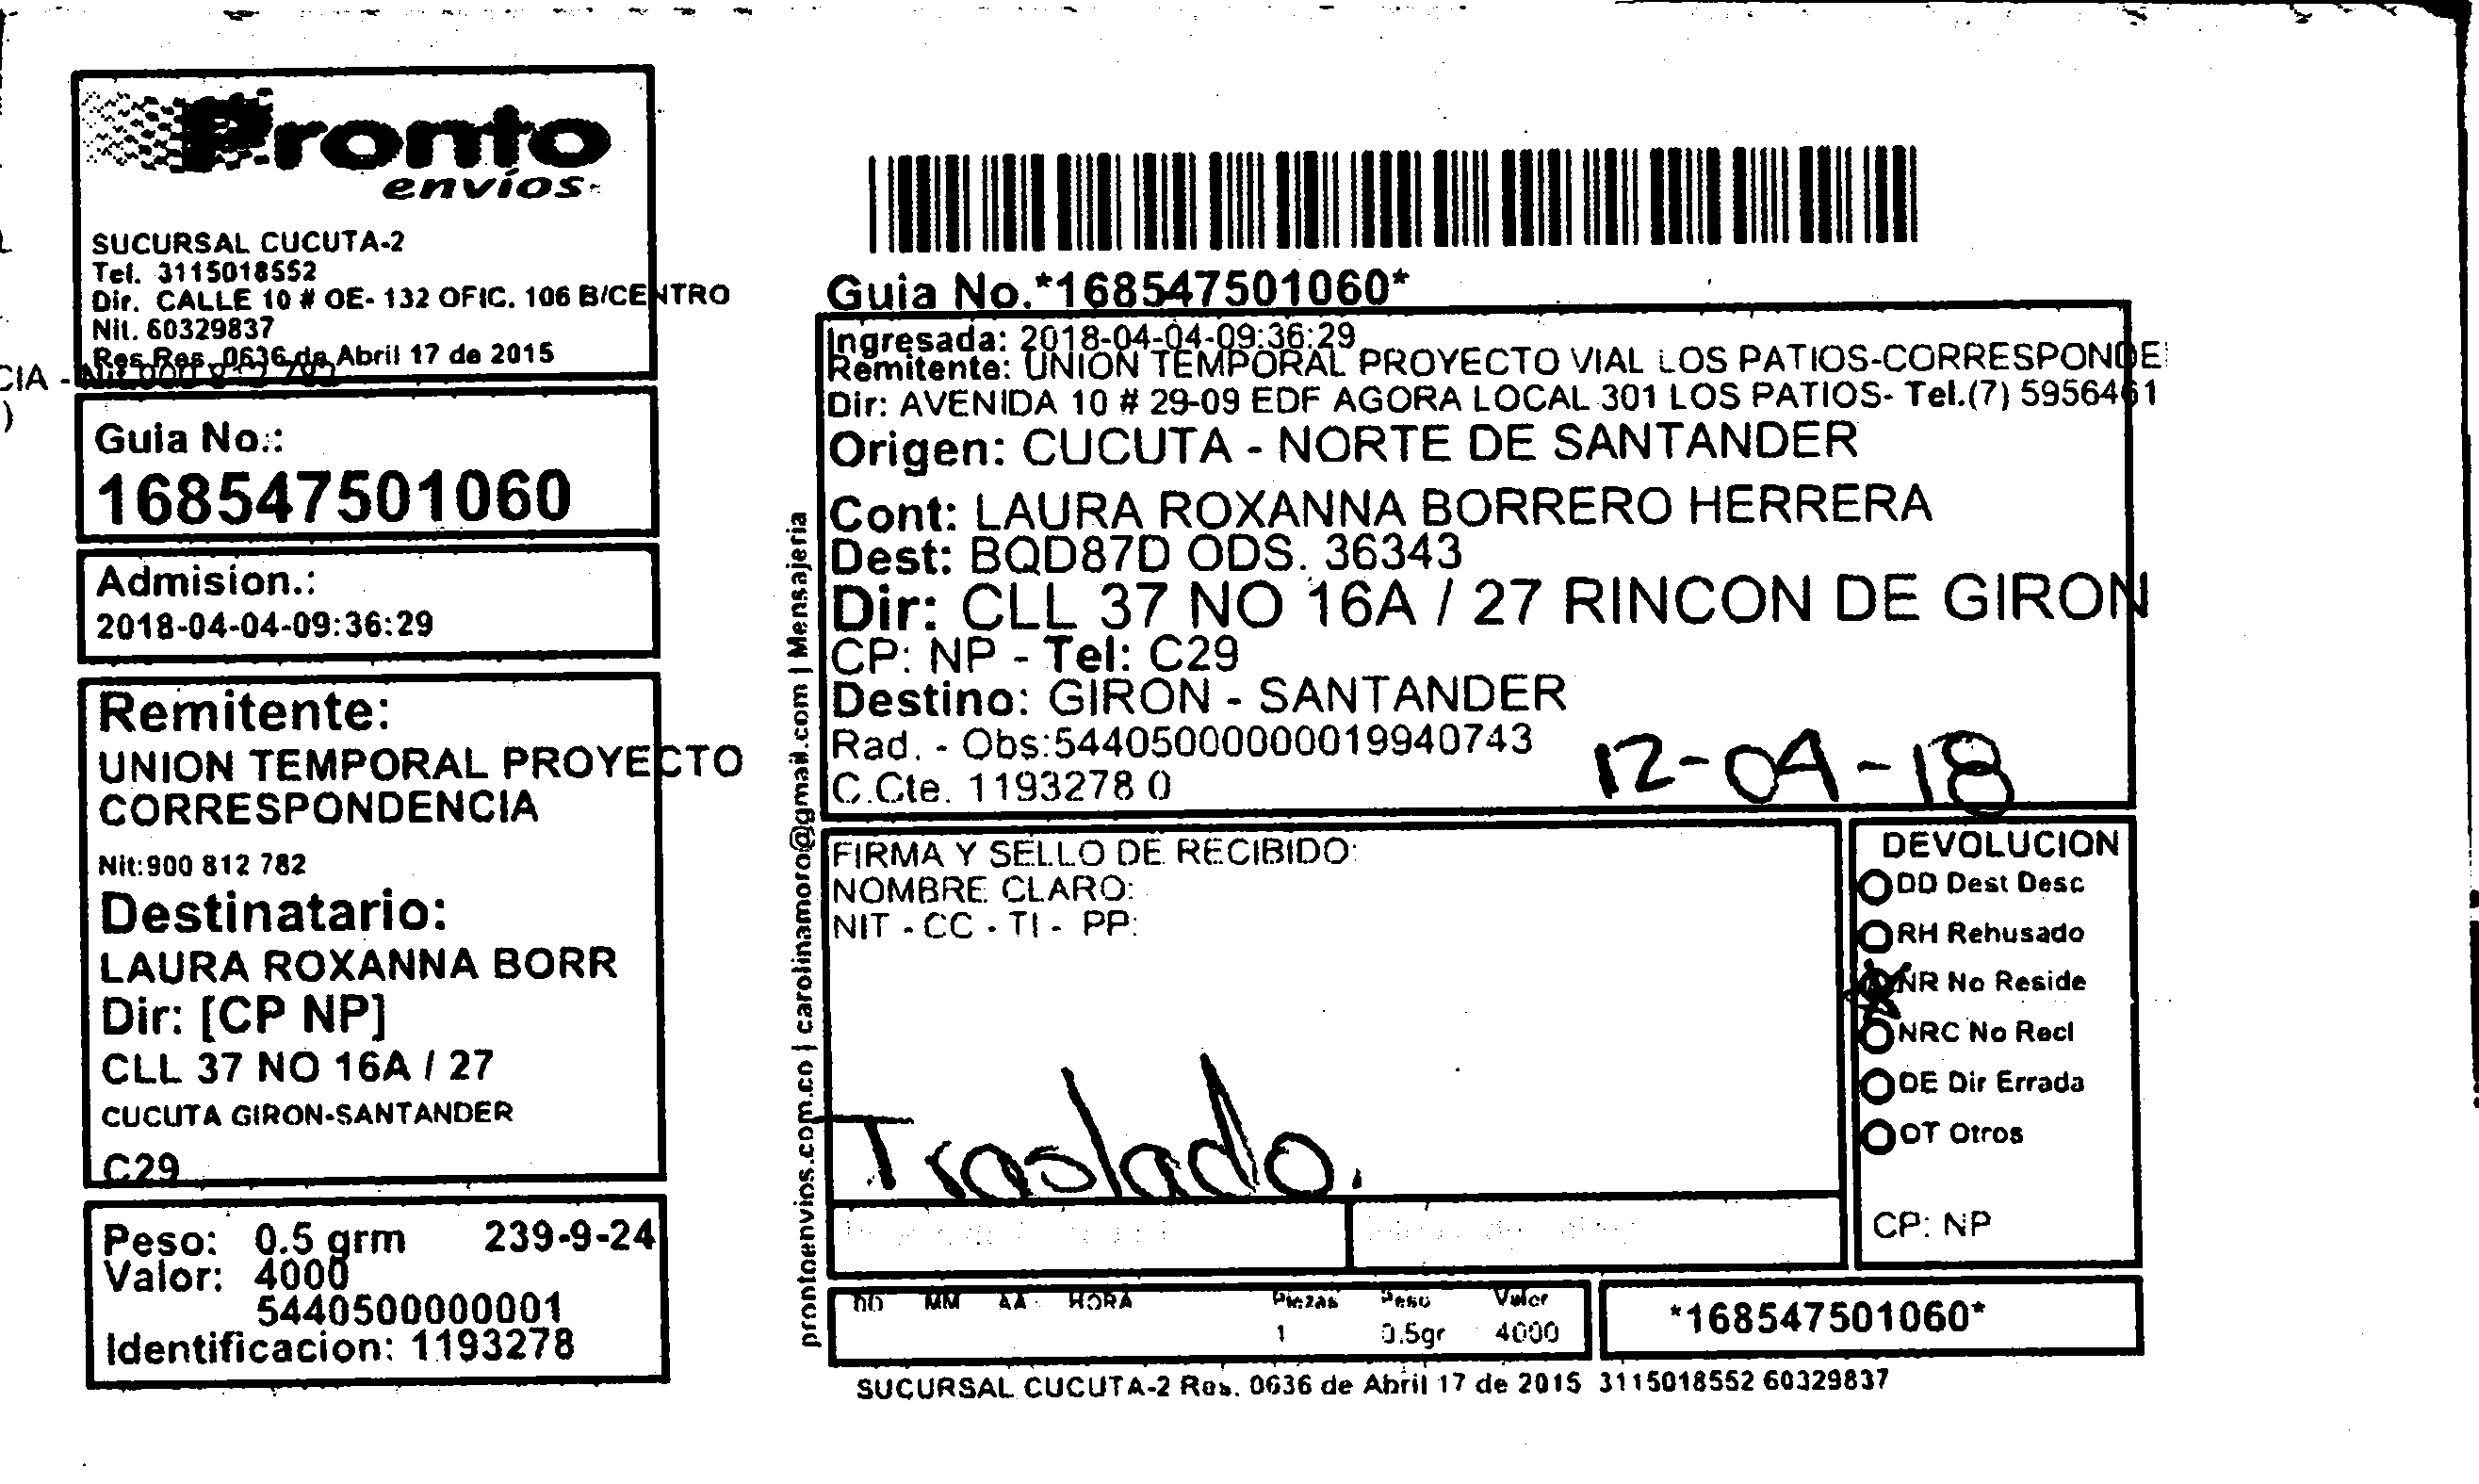 Pronto
envíos
SUCURSAL CUCUTA-2
Tel. 3115018552
Dir. CALLE 10 # OE- 132 OFIC. 106 B/CENTRO
Nit. 60329837
Res Res. 0636 de Abril 17 de 2015
CIA -
Guia No.:
168547501060
Admision.:
2018-04-04-09:36:29
Remitente:
UNION TEMPORAL PROYECTO
CORRESPONDENCIA
Nit:900 812 782
Destinatario:
LAURA ROXANNA BORR
Dir: [CP NP]
CLL 37 NO 16A / 27
CUCUTA GIRON-SANTANDER
C29
Peso: 0.5 grm 239-9-24
Valor: 4000
5440500000001
Identificacion: 1193278
prontoenvios.com.co | carolinamoro@gmail.com | Mensajeria
Guia No.*168547501060*
Ingresada: 2018-04-04-09:36:29
Remitente: UNION TEMPORAL PROYECTO VIAL LOS PATIOS-CORRESPONDE
Dir: AVENIDA 10 # 29-09 EDF AGORA LOCAL 301 LOS PATIOS- Tel.(7) 5956461
Origen: CUCUTA - NORTE DE SANTANDER
Cont: LAURA ROXANNA BORRERO HERRERA
Dest: BQD87D ODS. 36343
Dir: CLL 37 NO 16A / 27 RINCON DE GIRON
CP: NP - Tel: C29
Destino: GIRON - SANTANDER
Rad. - Obs:54405000000019940743
C.Cte. 1193278 0
12-04-18
FIRMA Y SELLO DE RECIBIDO:
NOMBRE CLARO:
NIT - CC - TI - PP:
Traslado.
DEVOLUCION
DD Dest Desc
RH Rehusado
NR No Reside
NRC No Recl
DE Dir Errada
OT Otros
CP: NP
DD MM AA HORA Piezas Peso Valor
1 0.5gr 4000
*168547501060*
SUCURSAL CUCUTA-2 Res. 0636 de Abril 17 de 2015 3115018552 60329837